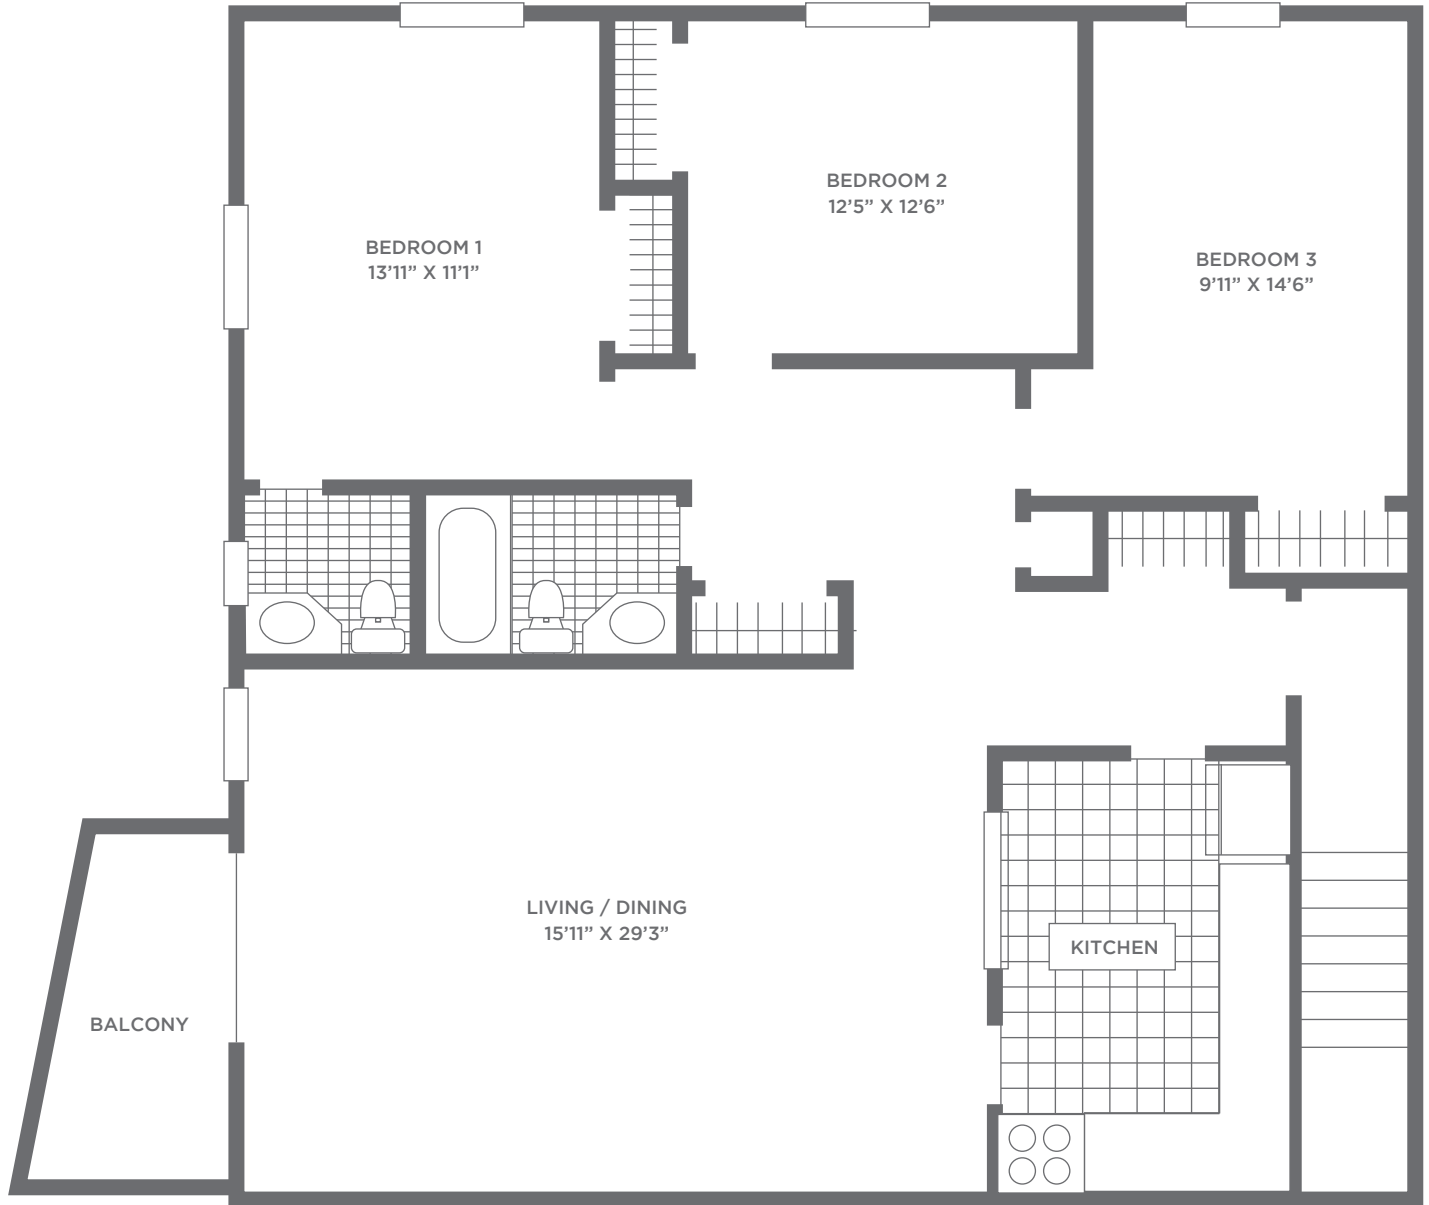 BEDROOM 1
13’11” X 11’1”
BEDROOM 2
12’5” X 12’6”
BEDROOM 3
9’11” X 14’6”
LIVING / DINING
15’11” X 29’3”
KITCHEN
BALCONY